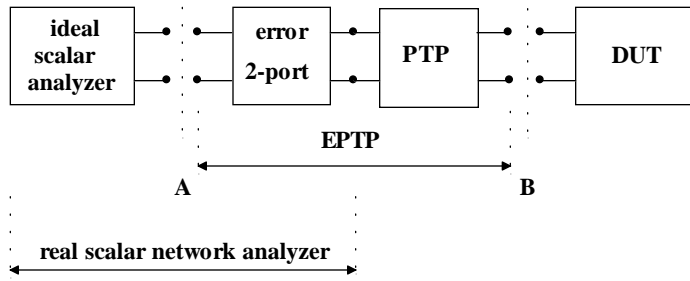 ideal
scalar
analyzer
error
2-port
PTP
DUT
EPTP
A
B
real scalar network analyzer